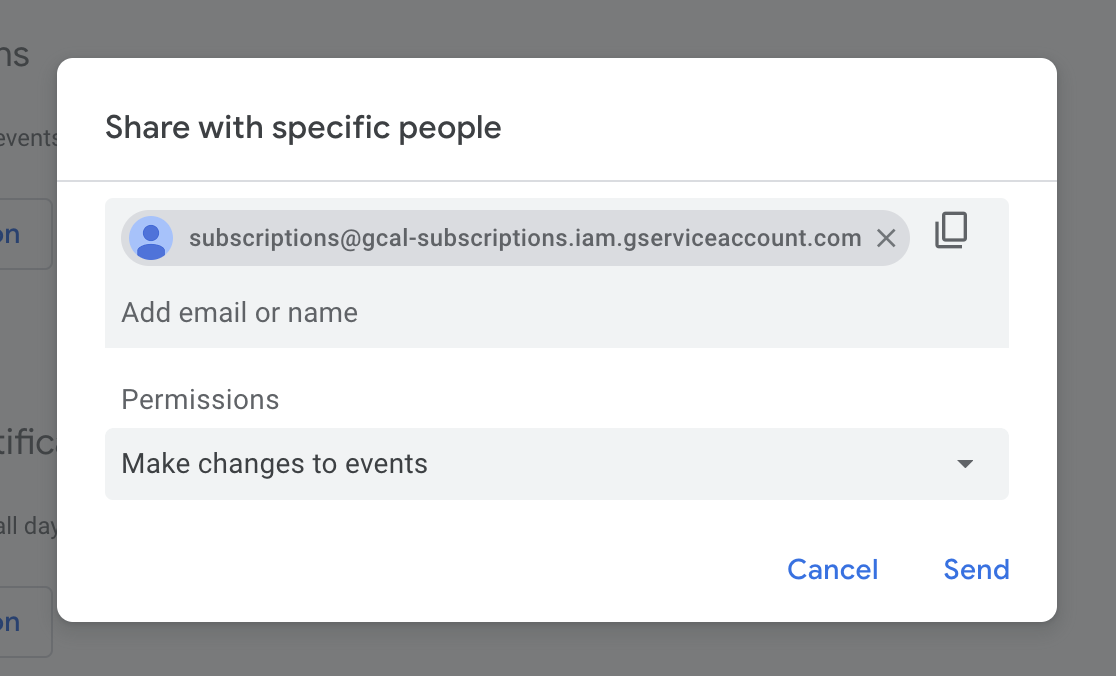 ns
Share with specific people
events
subscriptions@gcal-subscriptions.iam.gserviceaccount.com
on
Add email or name
Permissions
tifica
Make changes to events
all day
Cancel Send
on